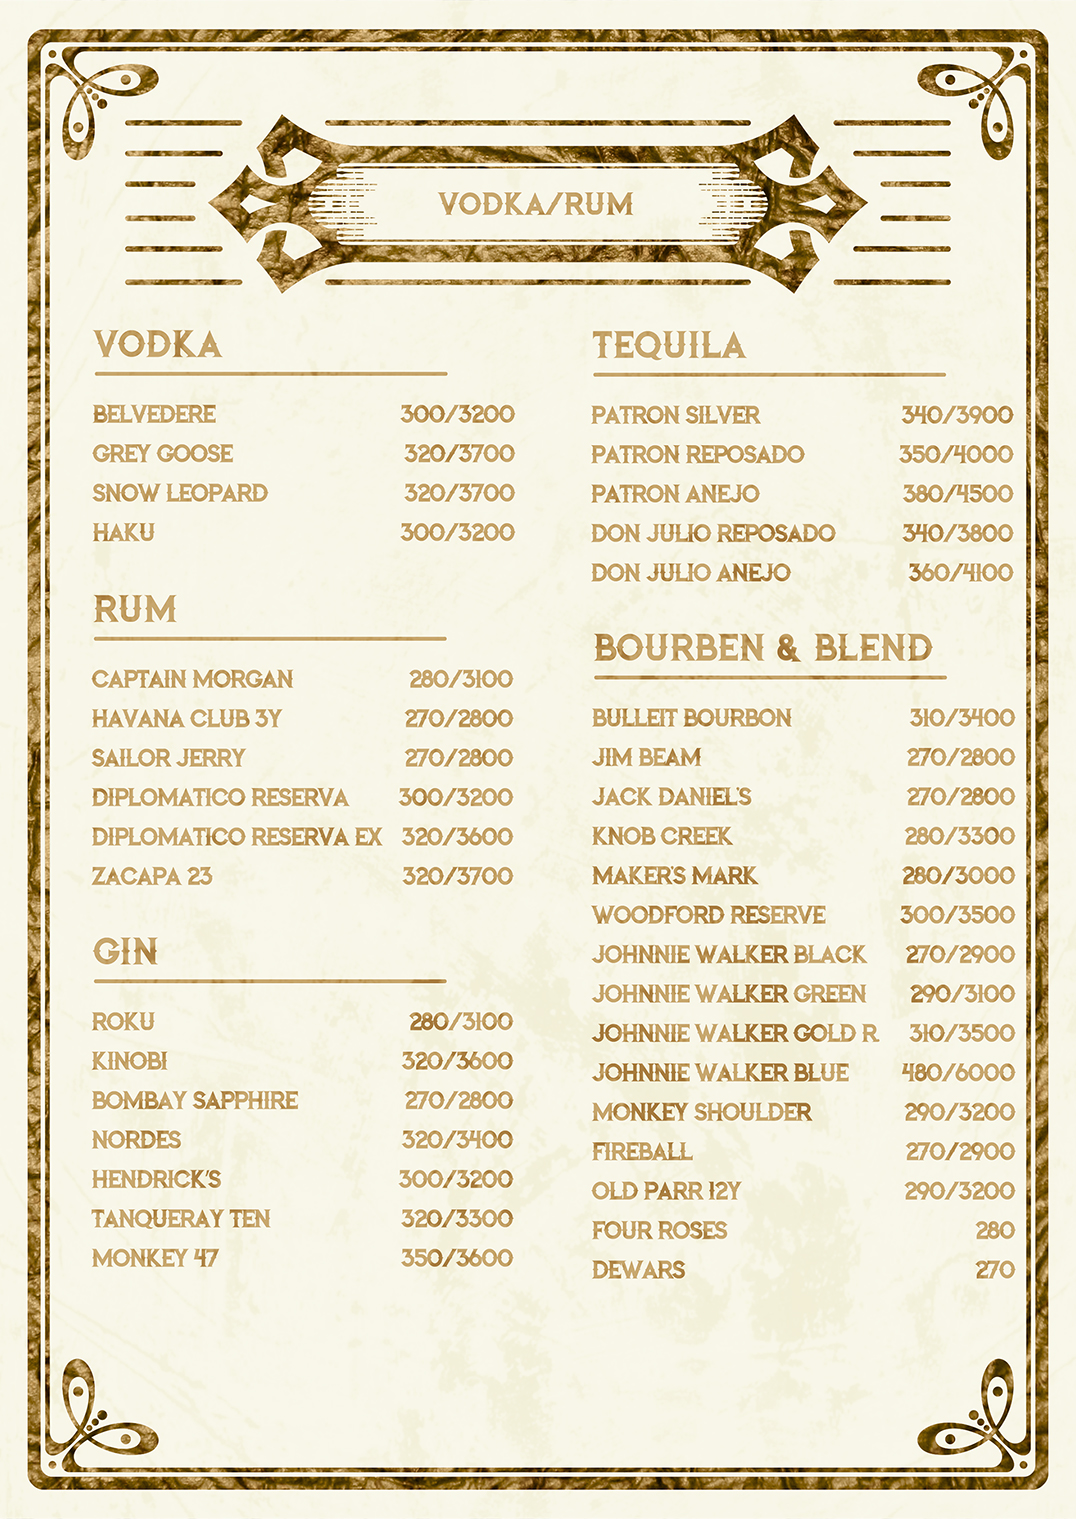 VODKA/RUM
VODKA
BELVEDERE 300/3200
GREY GOOSE 320/3700
SNOW LEOPARD 320/3700
HAKU 300/3200
RUM
CAPTAIN MORGAN 280/3100
HAVANA CLUB 3Y 270/2800
SAILOR JERRY 270/2800
DIPLOMATICO RESERVA 300/3200
DIPLOMATICO RESERVA EX 320/3600
ZACAPA 23 320/3700
GIN
ROKU 280/3100
KINOBI 320/3600
BOMBAY SAPPHIRE 270/2800
NORDES 320/3400
HENDRICK'S 300/3200
TANQUERAY TEN 320/3300
MONKEY 47 350/3600
TEQUILA
PATRON SILVER 340/3900
PATRON REPOSADO 350/4000
PATRON ANEJO 380/4500
DON JULIO REPOSADO 340/3800
DON JULIO ANEJO 360/4100
BOURBEN & BLEND
BULLEIT BOURBON 310/3400
JIM BEAM 270/2800
JACK DANIEL'S 270/2800
KNOB CREEK 280/3300
MAKER'S MARK 280/3000
WOODFORD RESERVE 300/3500
JOHNNIE WALKER BLACK 270/2900
JOHNNIE WALKER GREEN 290/3100
JOHNNIE WALKER GOLD R. 310/3500
JOHNNIE WALKER BLUE 480/6000
MONKEY SHOULDER 290/3200
FIREBALL 270/2900
OLD PARR 12Y 290/3200
FOUR ROSES 280
DEWARS 270